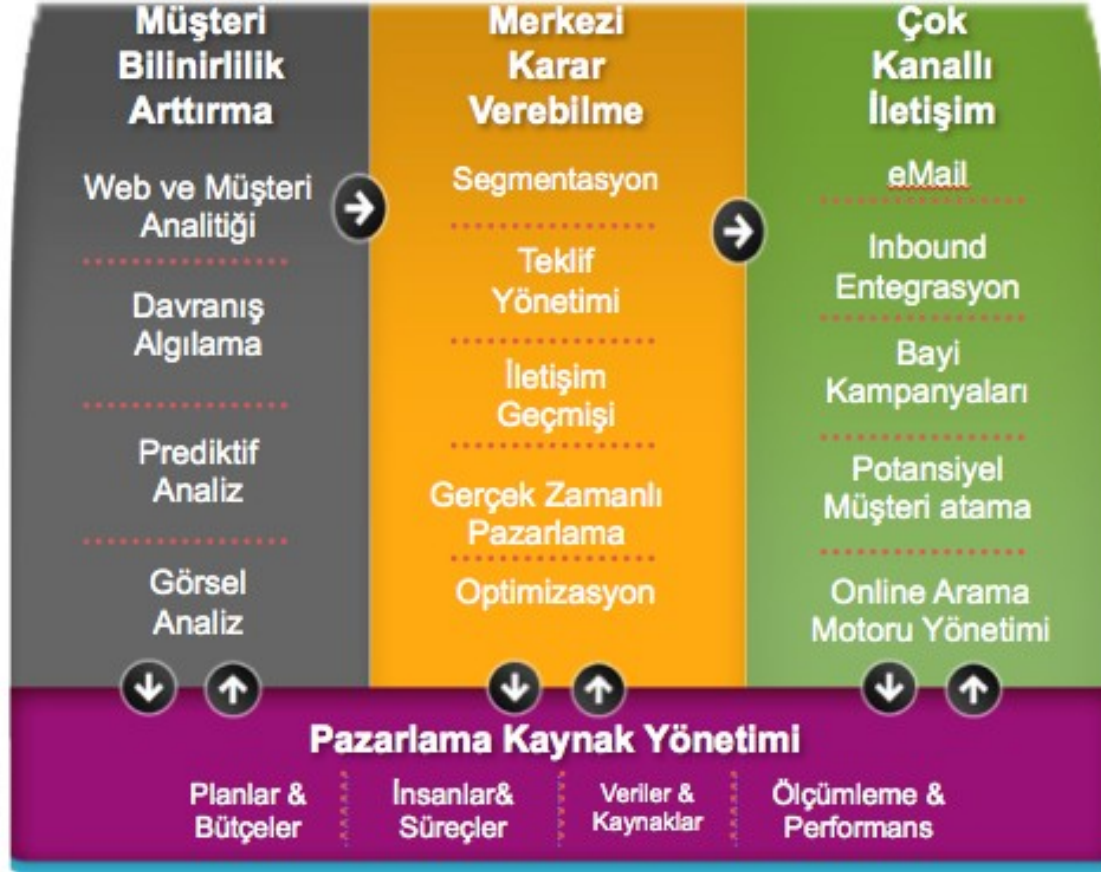 Müşteri
Bilinirlilik
Arttırma
Web ve Müşteri
Analitiği
Davranış
Algılama
Prediktif
Analiz
Görsel
Analiz
Merkezi
Karar
Verebilme
Segmentasyon
Teklif
Yönetimi
İletişim
Geçmişi
Gerçek Zamanlı
Pazarlama
Optimizasyon
Çok
Kanallı
İletişim
eMail
Inbound
Entegrasyon
Bayi
Kampanyaları
Potansiyel
Müşteri atama
Online Arama
Motoru Yönetimi
Pazarlama Kaynak Yönetimi
Planlar &
Bütçeler
İnsanlar&
Süreçler
Veriler &
Kaynaklar
Ölçümleme &
Performans